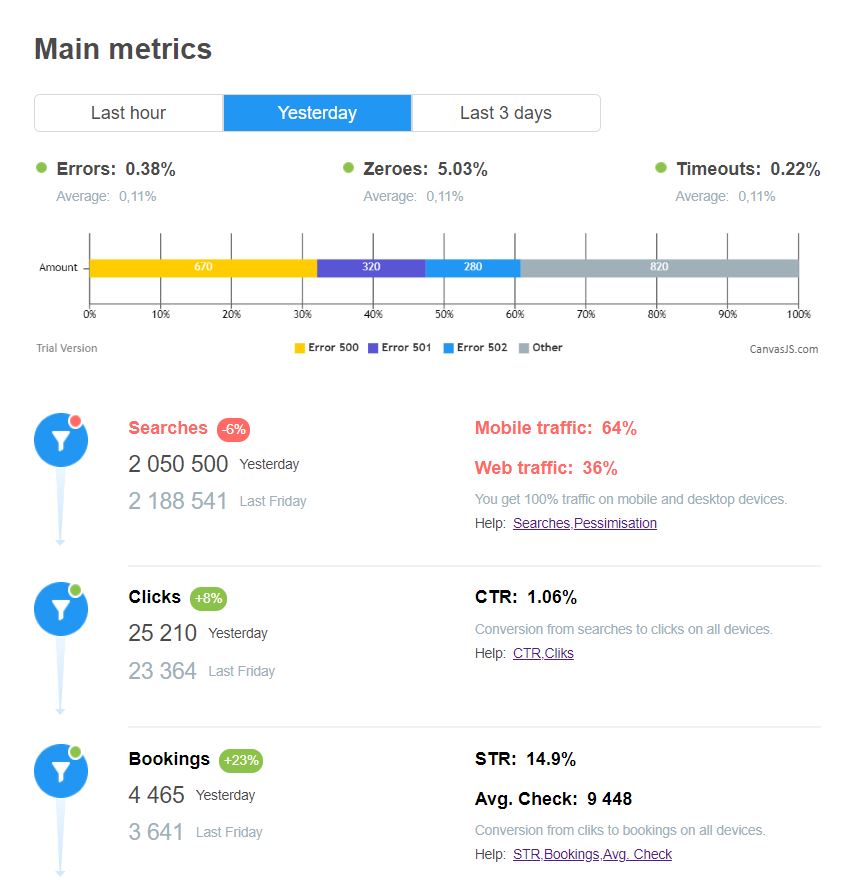 Main metrics
Last hour Yesterday Last 3 days
Errors: 0.38% Zeroes: 5.03% Timeouts: 0.22%
Average: 0,11% Average: 0,11% Average: 0,11%
Amount 670 320 280 820
0% 10% 20% 30% 40% 50% 60% 70% 80% 90% 100%
Trial Version Error 500 Error 501 Error 502 Other CanvasJS.com
Searches -6% Mobile traffic: 64%
2 050 500 Yesterday Web traffic: 36%
2 188 541 Last Friday You get 100% traffic on mobile and desktop devices.
Help: Searches,Pessimisation
Clicks +8% CTR: 1.06%
25 210 Yesterday Conversion from searches to clicks on all devices.
23 364 Last Friday Help: CTR,Cliks
Bookings +23% STR: 14.9%
4 465 Yesterday Avg. Check: 9 448
3 641 Last Friday Conversion from cliks to bookings on all devices.
Help: STR,Bookings,Avg. Check